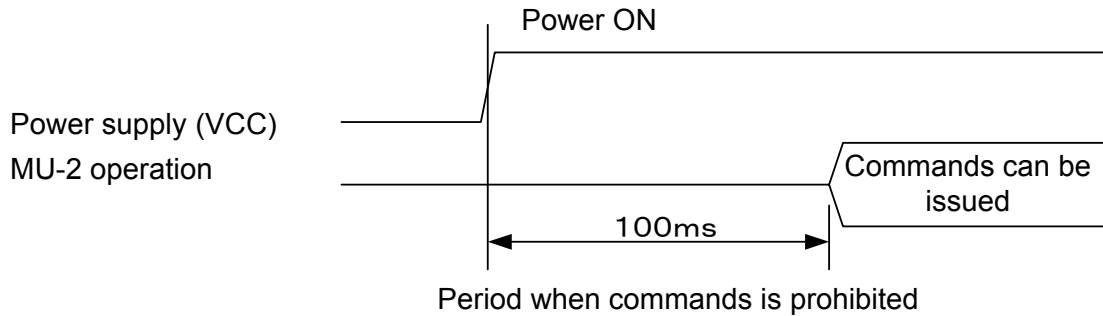 Power ON
Power supply (VCC)
MU-2 operation
Commands can be
issued
100ms
Period when commands is prohibited